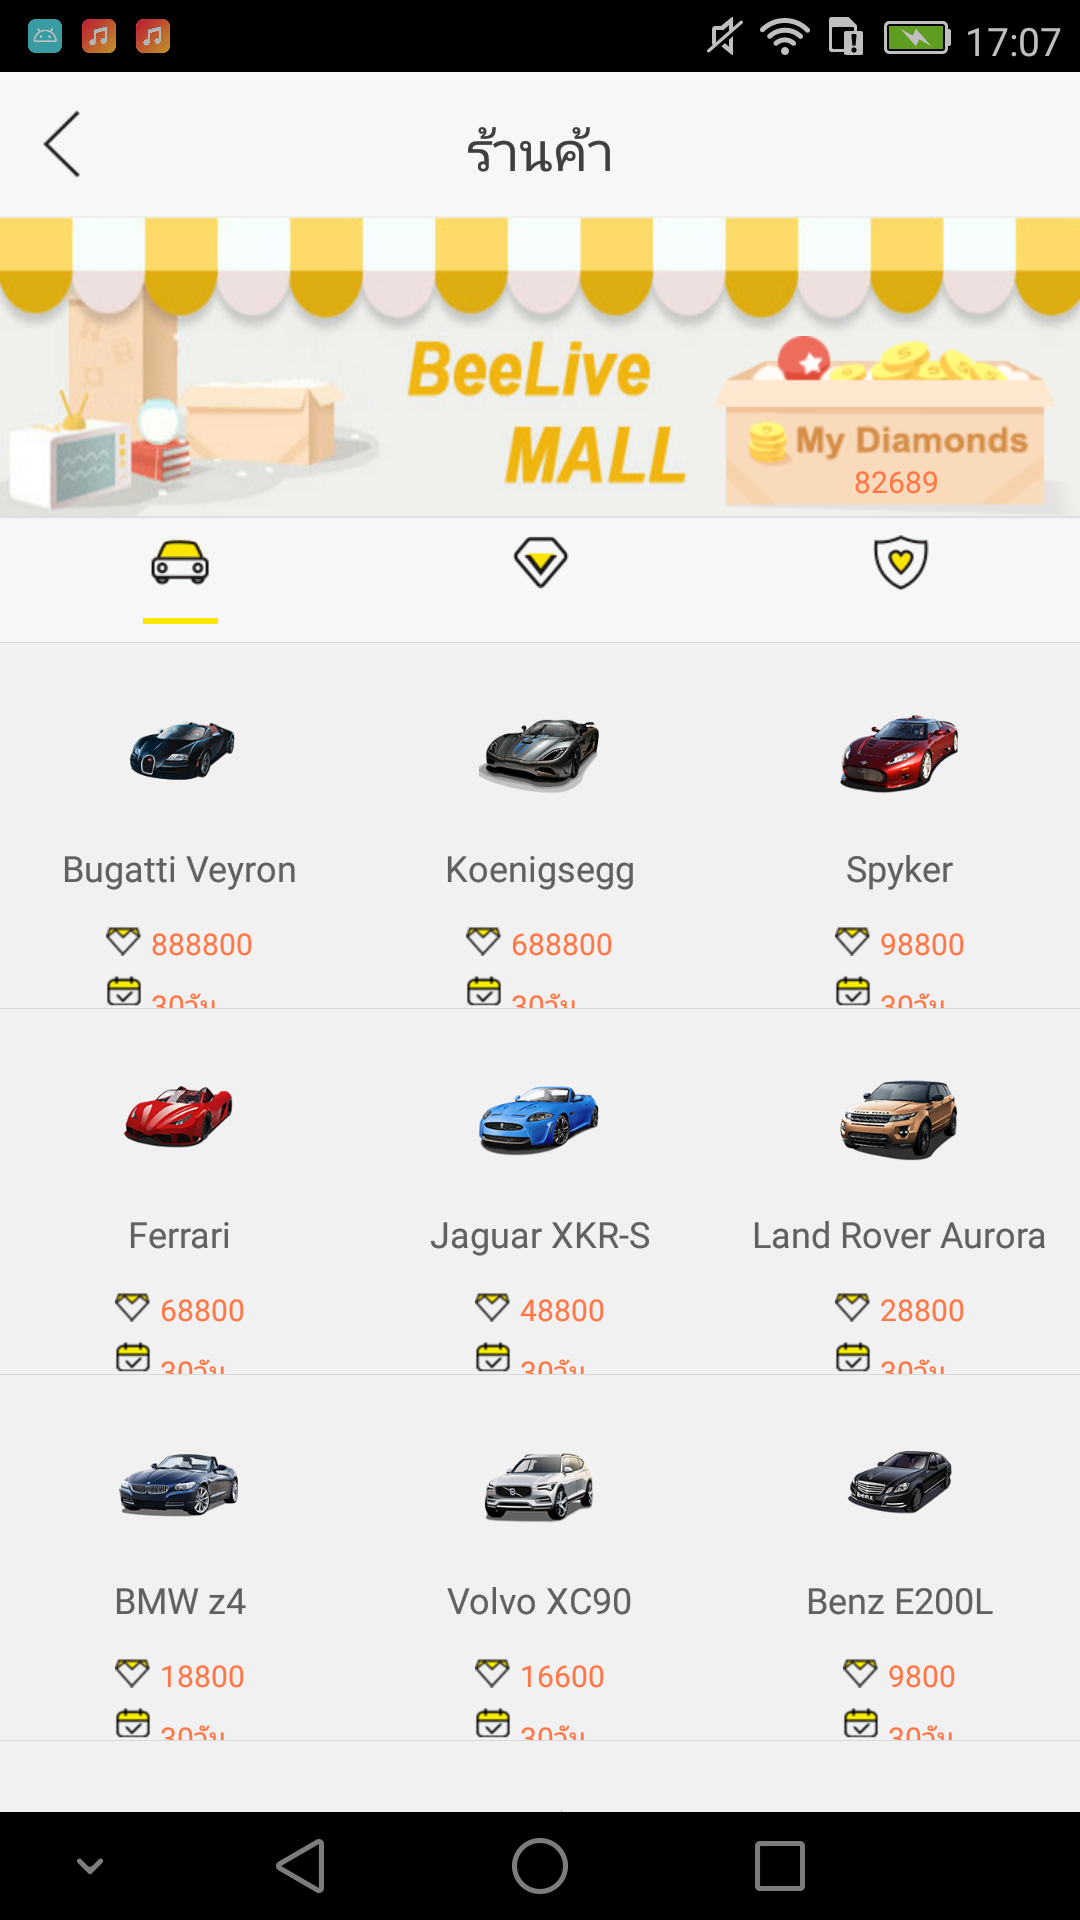 17:07
ร้านค้า
BeeLive
MALL
My Diamonds
82689
Bugatti Veyron
Koenigsegg
Spyker
888800
688800
98800
30วัน
30วัน
30วัน
Ferrari
Jaguar XKR-S
Land Rover Aurora
68800
48800
28800
30วัน
30วัน
30วัน
BMW z4
Volvo XC90
Benz E200L
18800
16600
9800
30วัน
30วัน
30วัน